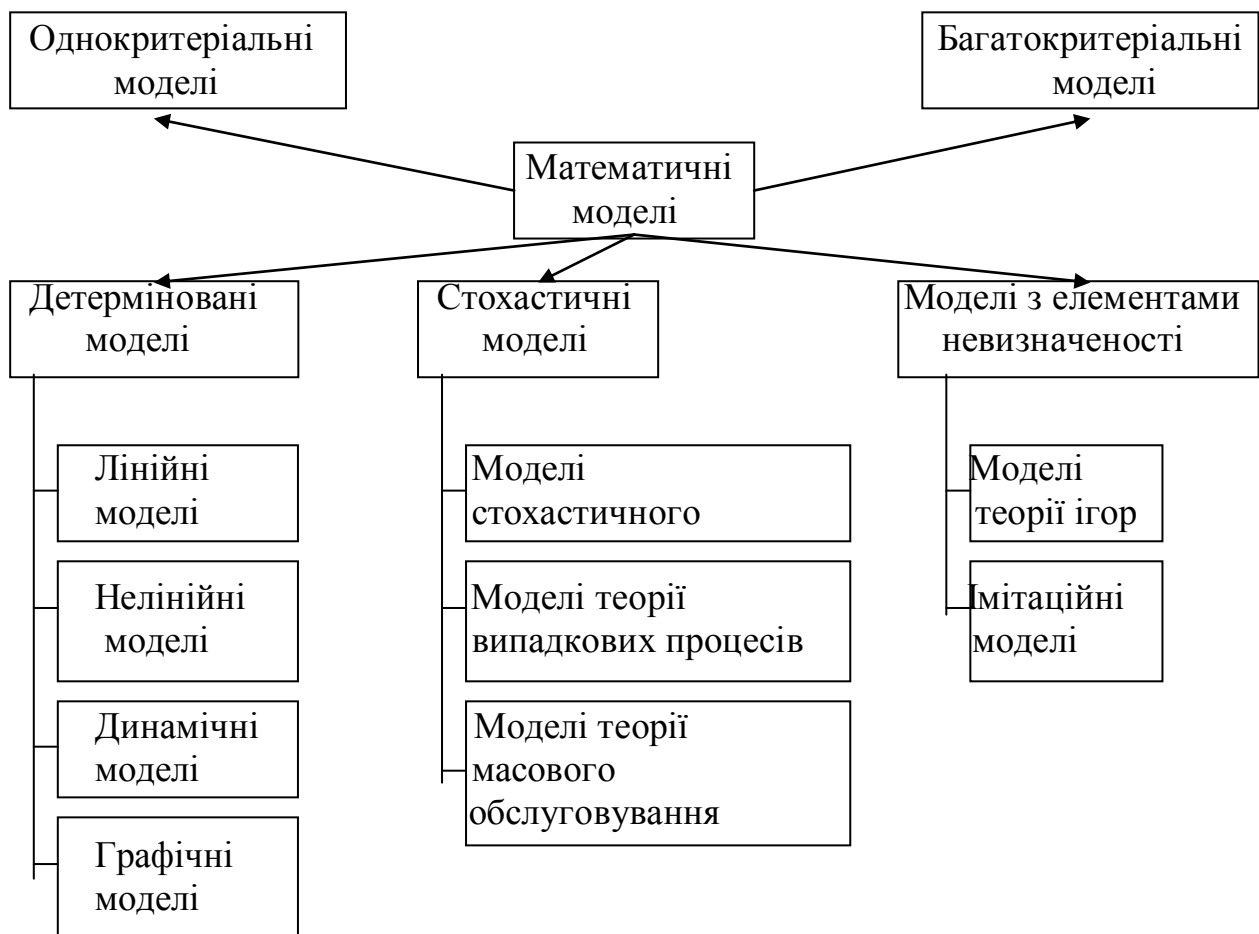 Однокритеріальні
моделі
Багатокритеріальні
моделі
Математичні
моделі
Детерміновані
моделі
Стохастичні
моделі
Моделі з елементами
невизначеності
Лінійні
моделі
Нелінійні
моделі
Динамічні
моделі
Графічні
моделі
Моделі
стохастичного
Моделі теорії
випадкових процесів
Моделі теорії
масового
обслуговування
Моделі
теорії ігор
Імітаційні
моделі